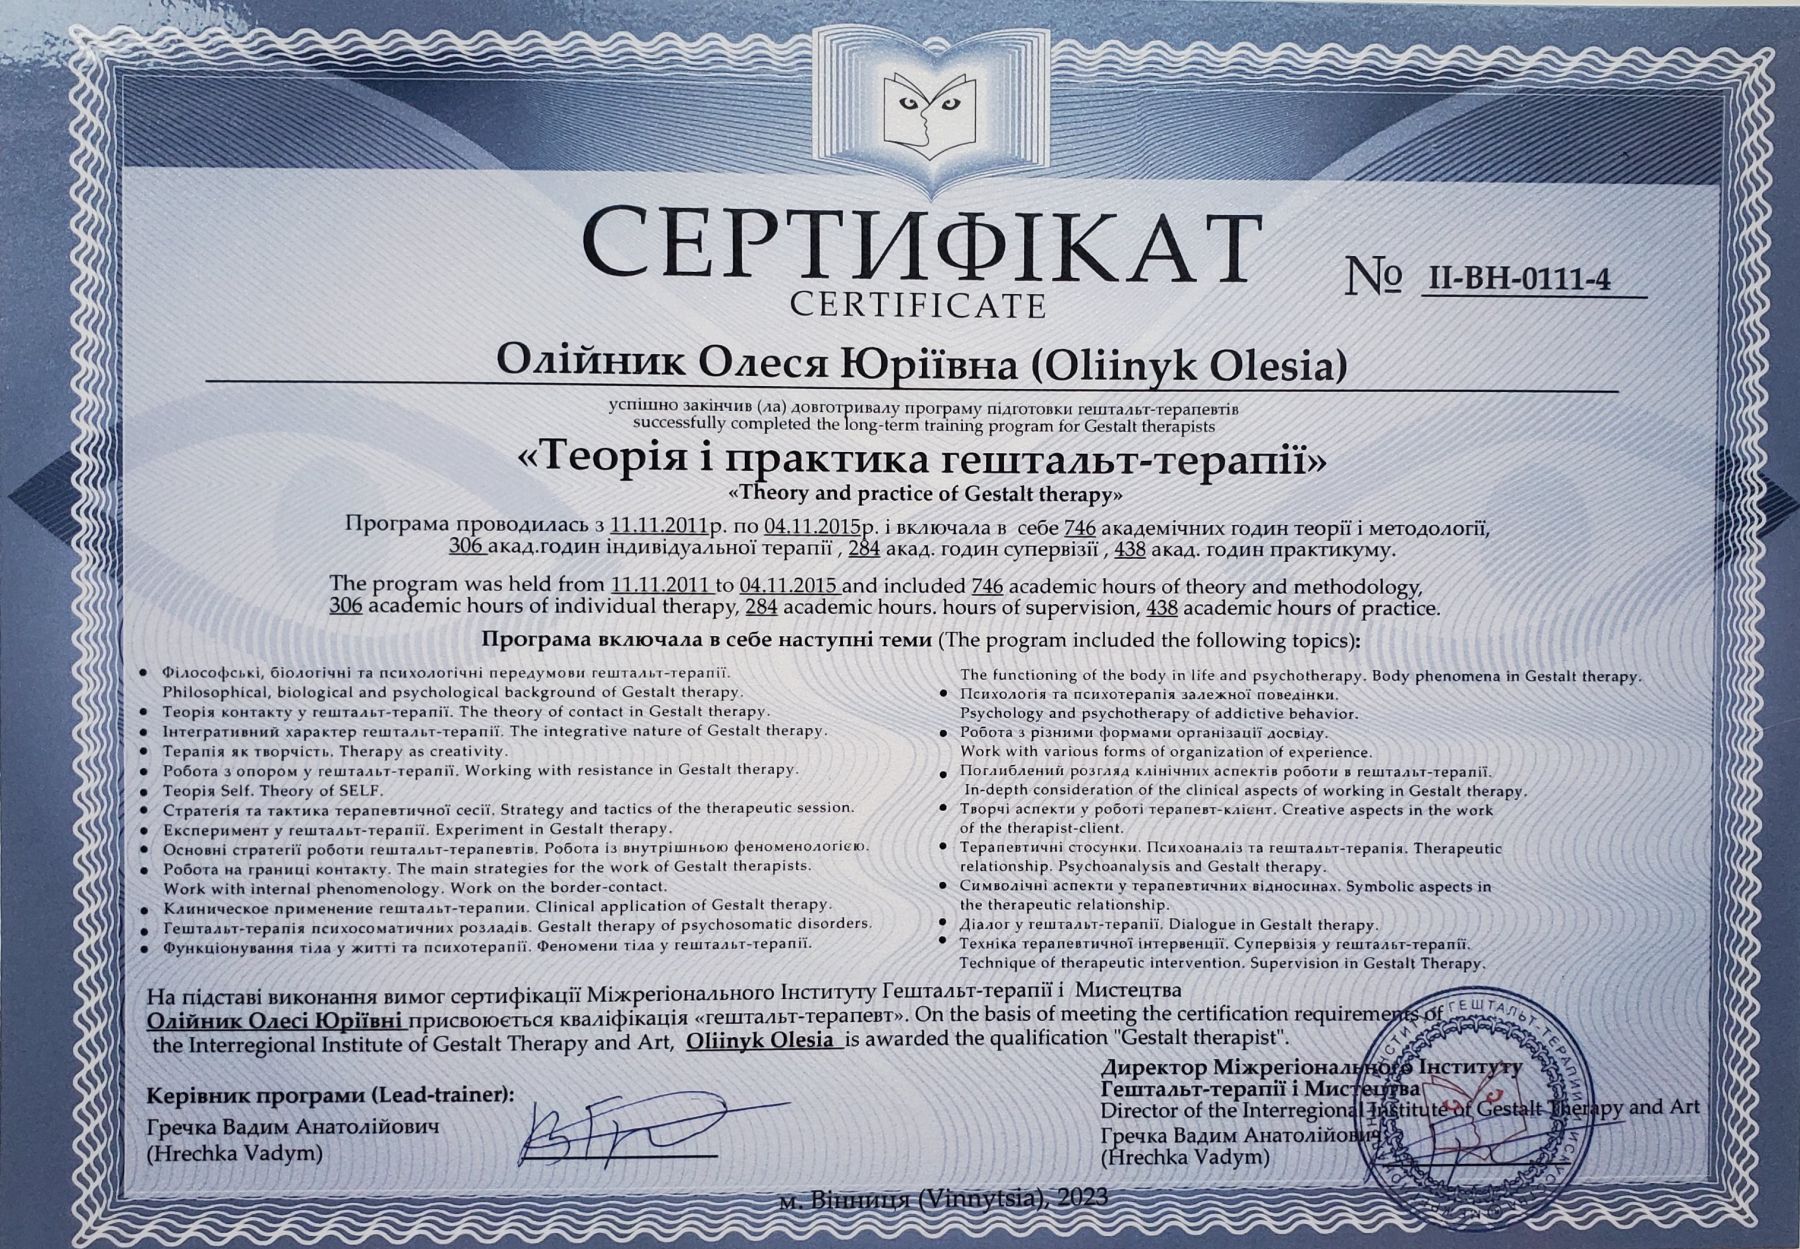 СЕРТИФІКАТ
CERTIFICATE
№ II-ВН-0111-4
Олійник Олеся Юріївна (Oliinyk Olesia)
успішно закінчив (ла) довготривалу програму підготовки гештальт-терапевтів
successfully completed the long-term training program for Gestalt therapists
«Теорія і практика гештальт-терапії»
«Theory and practice of Gestalt therapy»
Програма проводилась з 11.11.2011р. по 04.11.2015р. і включала в себе 746 академічних годин теорії і методології,
306 акад.годин індивідуальної терапії , 284 акад. годин супервізії , 438 акад. годин практикуму.
The program was held from 11.11.2011 to 04.11.2015 and included 746 academic hours of theory and methodology,
306 academic hours of individual therapy, 284 academic hours. hours of supervision, 438 academic hours of practice.
Програма включала в себе наступні теми (The program included the following topics):
• Філософські, біологічні та психологічні передумови гештальт-терапії.
Philosophical, biological and psychological background of Gestalt therapy.
• Теорія контакту у гештальт-терапії. The theory of contact in Gestalt therapy.
• Інтегративний характер гештальт-терапії. The integrative nature of Gestalt therapy.
• Терапія як творчість. Therapy as creativity.
• Робота з опором у гештальт-терапії. Working with resistance in Gestalt therapy.
• Теорія Self. Theory of SELF.
• Стратегія та тактика терапевтичної сесії. Strategy and tactics of the therapeutic session.
• Експеримент у гештальт-терапії. Experiment in Gestalt therapy.
• Основні стратегії роботи гештальт-терапевтів. Робота із внутрішньою феноменологією.
• Робота на границі контакту. The main strategies for the work of Gestalt therapists.
Work with internal phenomenology. Work on the border-contact.
• Клиническое применение гештальт-терапии. Clinical application of Gestalt therapy.
• Гештальт-терапія психосоматичних розладів. Gestalt therapy of psychosomatic disorders.
• Функціонування тіла у житті та психотерапії. Феномени тіла у гештальт-терапії.
The functioning of the body in life and psychotherapy. Body phenomena in Gestalt therapy.
• Психологія та психотерапія залежної поведінки.
Psychology and psychotherapy of addictive behavior.
• Робота з різними формами організації досвіду.
Work with various forms of organization of experience.
• Поглиблений розгляд клінічних аспектів роботи в гештальт-терапії.
In-depth consideration of the clinical aspects of working in Gestalt therapy.
• Творчі аспекти у роботі терапевт-клієнт. Creative aspects in the work
of the therapist-client.
• Терапевтичні стосунки. Психоаналіз та гештальт-терапія. Therapeutic
relationship. Psychoanalysis and Gestalt therapy.
• Символічні аспекти у терапевтичних відносинах. Symbolic aspects in
the therapeutic relationship.
• Діалог у гештальт-терапії. Dialogue in Gestalt therapy.
• Техніка терапевтичної інтервенції. Супервізія у гештальт-терапії.
Technique of therapeutic intervention. Supervision in Gestalt Therapy.
На підставі виконання вимог сертифікації Міжрегіонального Інституту Гештальт-терапії і Мистецтва
Олійник Олесі Юріївні присвоюється кваліфікація «гештальт-терапевт». On the basis of meeting the certification requirements of
the Interregional Institute of Gestalt Therapy and Art, Oliinyk Olesia is awarded the qualification "Gestalt therapist".
Керівник програми (Lead-trainer):
Гречка Вадим Анатолійович
(Hrechka Vadym)
Директор Міжрегіонального Інституту
Гештальт-терапії і Мистецтва
Director of the Interregional Institute of Gestalt Therapy and Art
Гречка Вадим Анатолійович
(Hrechka Vadym)
м. Вінниця (Vinnytsia), 2023